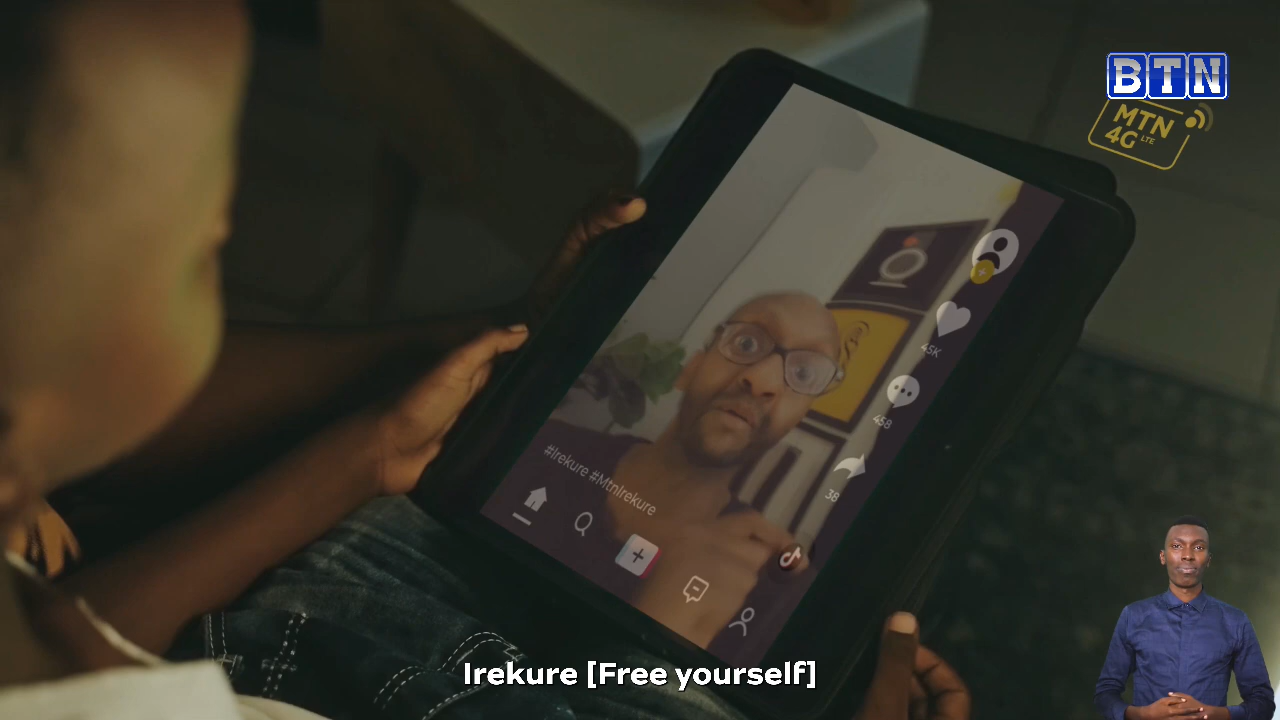 BTN
MTN
4G LTE
45K
458
38
#Irekure #MtnIrekure
Irekure [Free yourself]